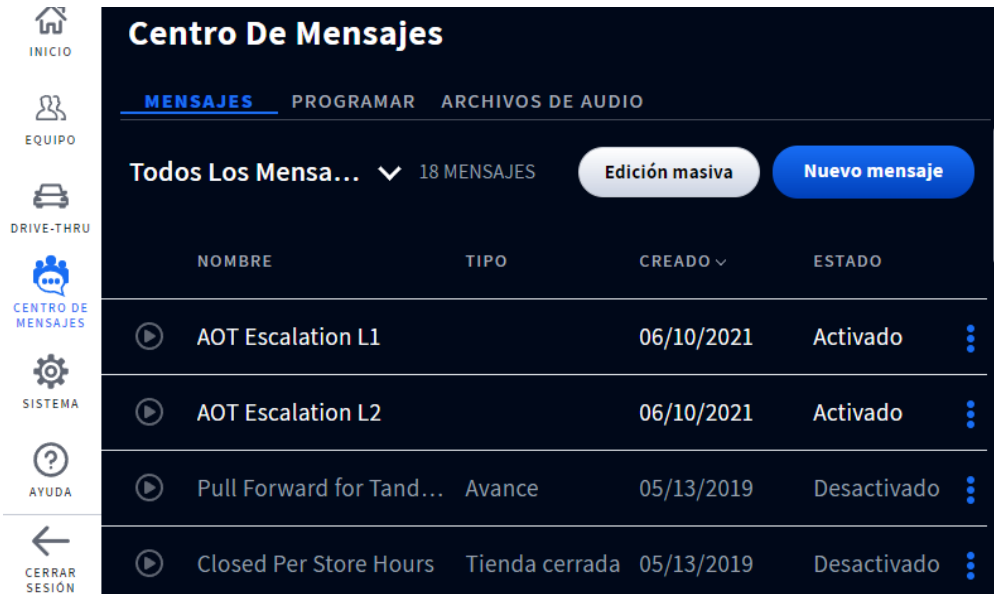 INICIO
EQUIPO
DRIVE-THRU
CENTRO DE
MENSAJES
SISTEMA
AYUDA
CERRAR
SESIÓN
Centro De Mensajes
MENSAJES PROGRAMAR ARCHIVOS DE AUDIO
Todos Los Mensa... 18 MENSAJES Edición masiva Nuevo mensaje
NOMBRE TIPO CREADO ESTADO
AOT Escalation L1 06/10/2021 Activado
AOT Escalation L2 06/10/2021 Activado
Pull Forward for Tand... Avance 05/13/2019 Desactivado
Closed Per Store Hours Tienda cerrada 05/13/2019 Desactivado